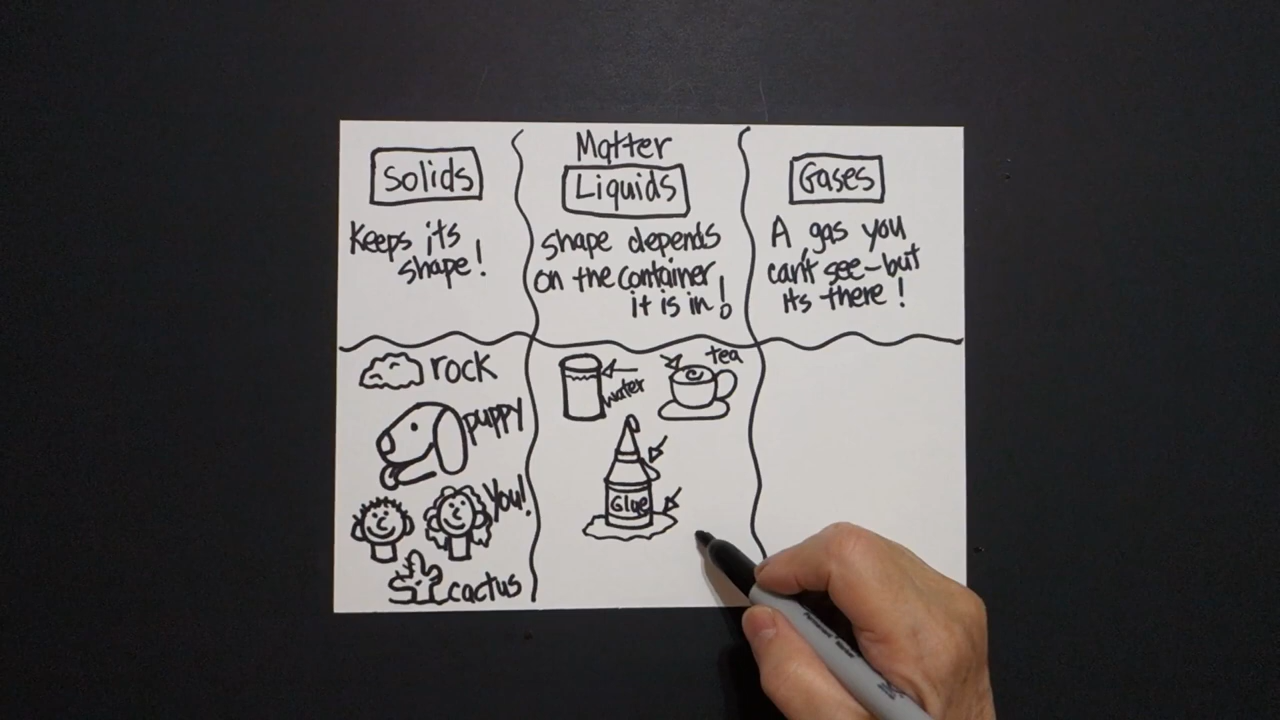 Matter
Solids
Keeps its
shape!
Liquids
shape depends
on the container
it is in!
Gases
A gas you
can't see-but
its there!
rock
puppy
You!
cactus
water
tea
Glue